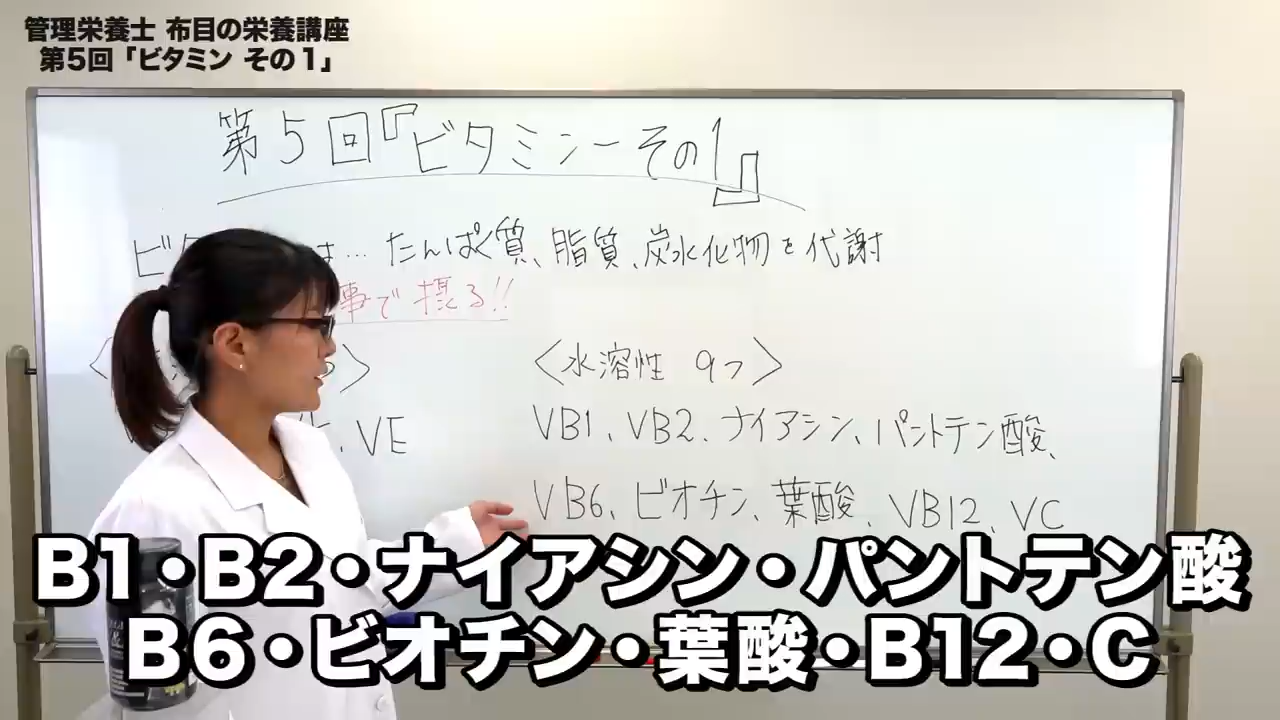 管理栄養士 布目の栄養講座
第5回「ビタミン その1」
第5回『ビタミンーその1』
ビタ は… たんぱく質、脂質、炭水化物を代謝
事で摂る!!
〈水溶性 9つ〉
、VE
VB1、VB2、ナイアシン、パントテン酸、
VB6、ビオチン、葉酸、VB12、VC
B1・B2・ナイアシン・パントテン酸
B6・ビオチン・葉酸・B12・C